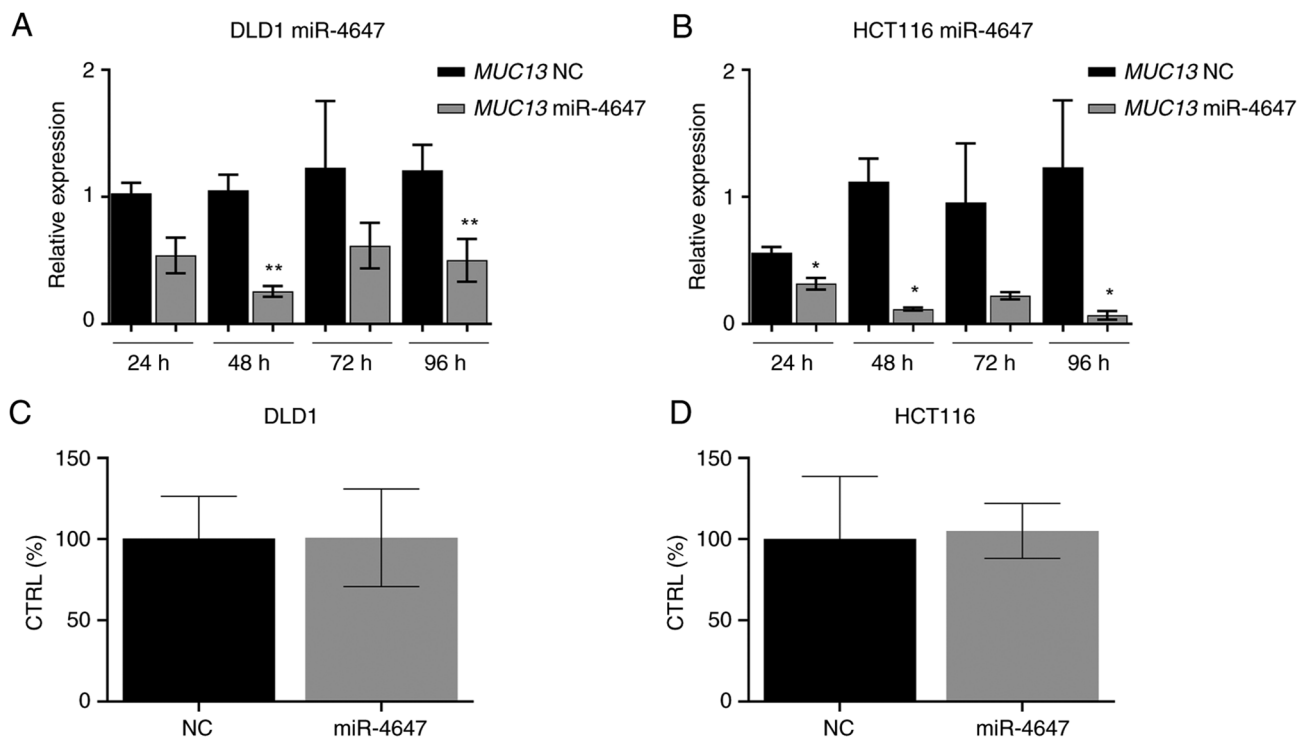 A
DLD1 miR-4647
2
1
0
Relative expression
MUC13 NC
MUC13 miR-4647
**
**
24 h
48 h
72 h
96 h
B
HCT116 miR-4647
2
1
0
Relative expression
MUC13 NC
MUC13 miR-4647
*
*
*
24 h
48 h
72 h
96 h
C
DLD1
150
100
50
0
CTRL (%)
NC
miR-4647
D
HCT116
150
100
50
0
CTRL (%)
NC
miR-4647